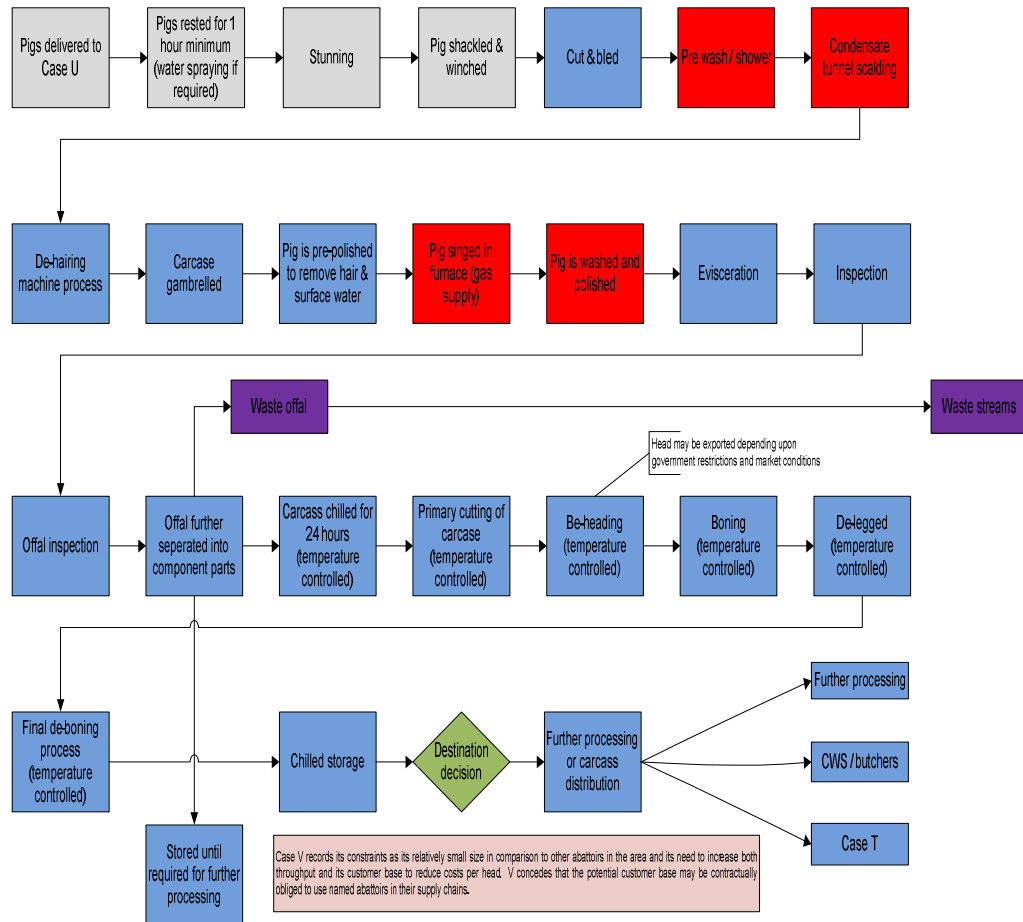 Pigs delivered to
Case U
Pigs rested for 1
hour minimum
(water spraying if
required)
Stunning
Pig shackled &
winched
Cut & bled
Pre wash / shower
Condensate
tunnel scalding
De-hairing
machine process
Carcase
gambrelled
Pig is pre-polished
to remove hair &
surface water
Pig singed in
furnace (gas
supply)
Pig is washed and
polished
Evisceration
Inspection
Waste offal
Waste streams
Head may be exported depending upon
government restrictions and market conditions
Offal inspection
Offal further
seperated into
component parts
Carcass chilled for
24 hours
(temperature
controlled)
Primary cutting of
carcase
(temperature
controlled)
Be-heading
(temperature
controlled)
Boning
(temperature
controlled)
De-legged
(temperature
controlled)
Final de-boning
process
(temperature
controlled)
Chilled storage
Destination
decision
Further processing
or carcass
distribution
Further processing
CWS / butchers
Case T
Stored until
required for further
processing
Case V records its constraints as its relatively small size in comparison to other abattoirs in the area and its need to increase both
throughput and its customer base to reduce costs per head. V concedes that the potential customer base may be contractually
obliged to use named abattoirs in their supply chains.